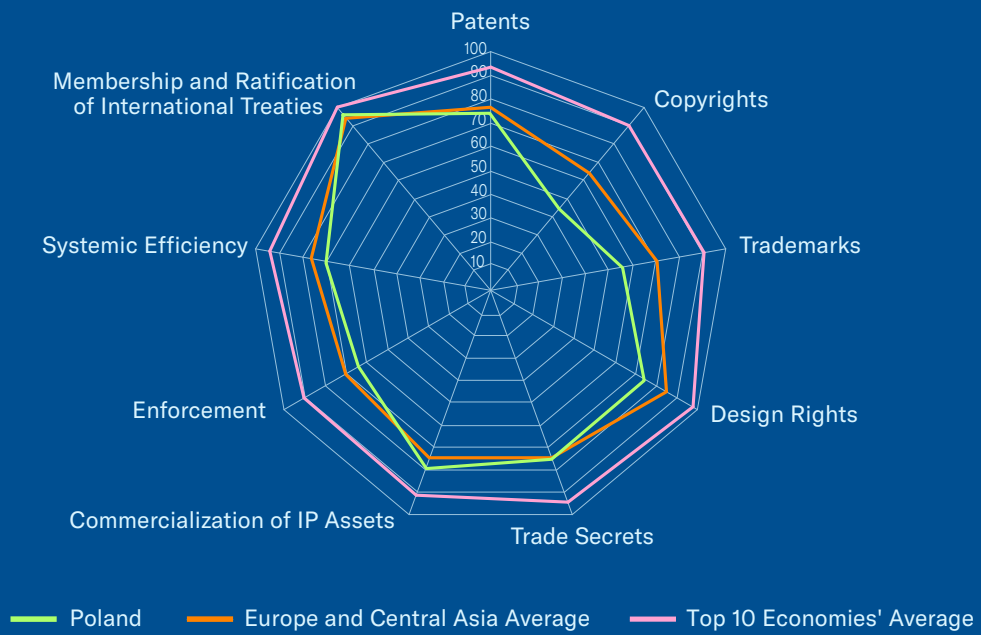 Patents
100
90
80
70
60
50
40
30
20
10
Membership and Ratification
of International Treaties
Copyrights
Systemic Efficiency
Trademarks
Enforcement
Design Rights
Commercialization of IP Assets
Trade Secrets
Poland
Europe and Central Asia Average
Top 10 Economies' Average